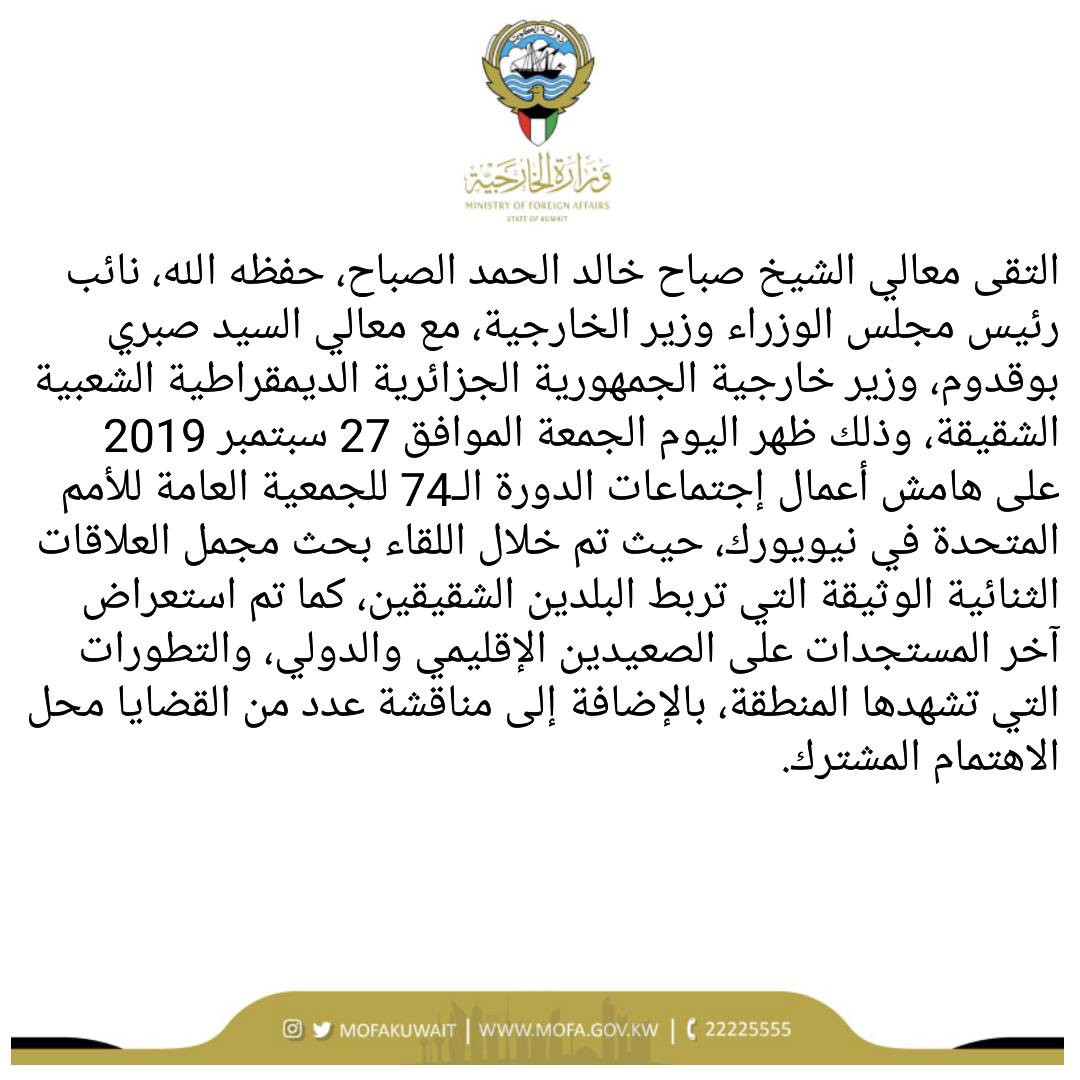 دولة الكويت
وزارة الخارجية
MINISTRY OF FOREIGN AFFAIRS
STATE OF KUWAIT
التقى معالي الشيخ صباح خالد الحمد الصباح، حفظه الله، نائب
رئيس مجلس الوزراء وزير الخارجية، مع معالي السيد صبري
بوقدوم، وزير خارجية الجمهورية الجزائرية الديمقراطية الشعبية
الشقيقة، وذلك ظهر اليوم الجمعة الموافق 27 سبتمبر 2019
على هامش أعمال إجتماعات الدورة الـ74 للجمعية العامة للأمم
المتحدة في نيويورك، حيث تم خلال اللقاء بحث مجمل العلاقات
الثنائية الوثيقة التي تربط البلدين الشقيقين، كما تم استعراض
آخر المستجدات على الصعيدين الإقليمي والدولي، والتطورات
التي تشهدها المنطقة، بالإضافة إلى مناقشة عدد من القضايا محل
الاهتمام المشترك.
MOFAKUWAIT | WWW.MOFA.GOV.KW | 22225555